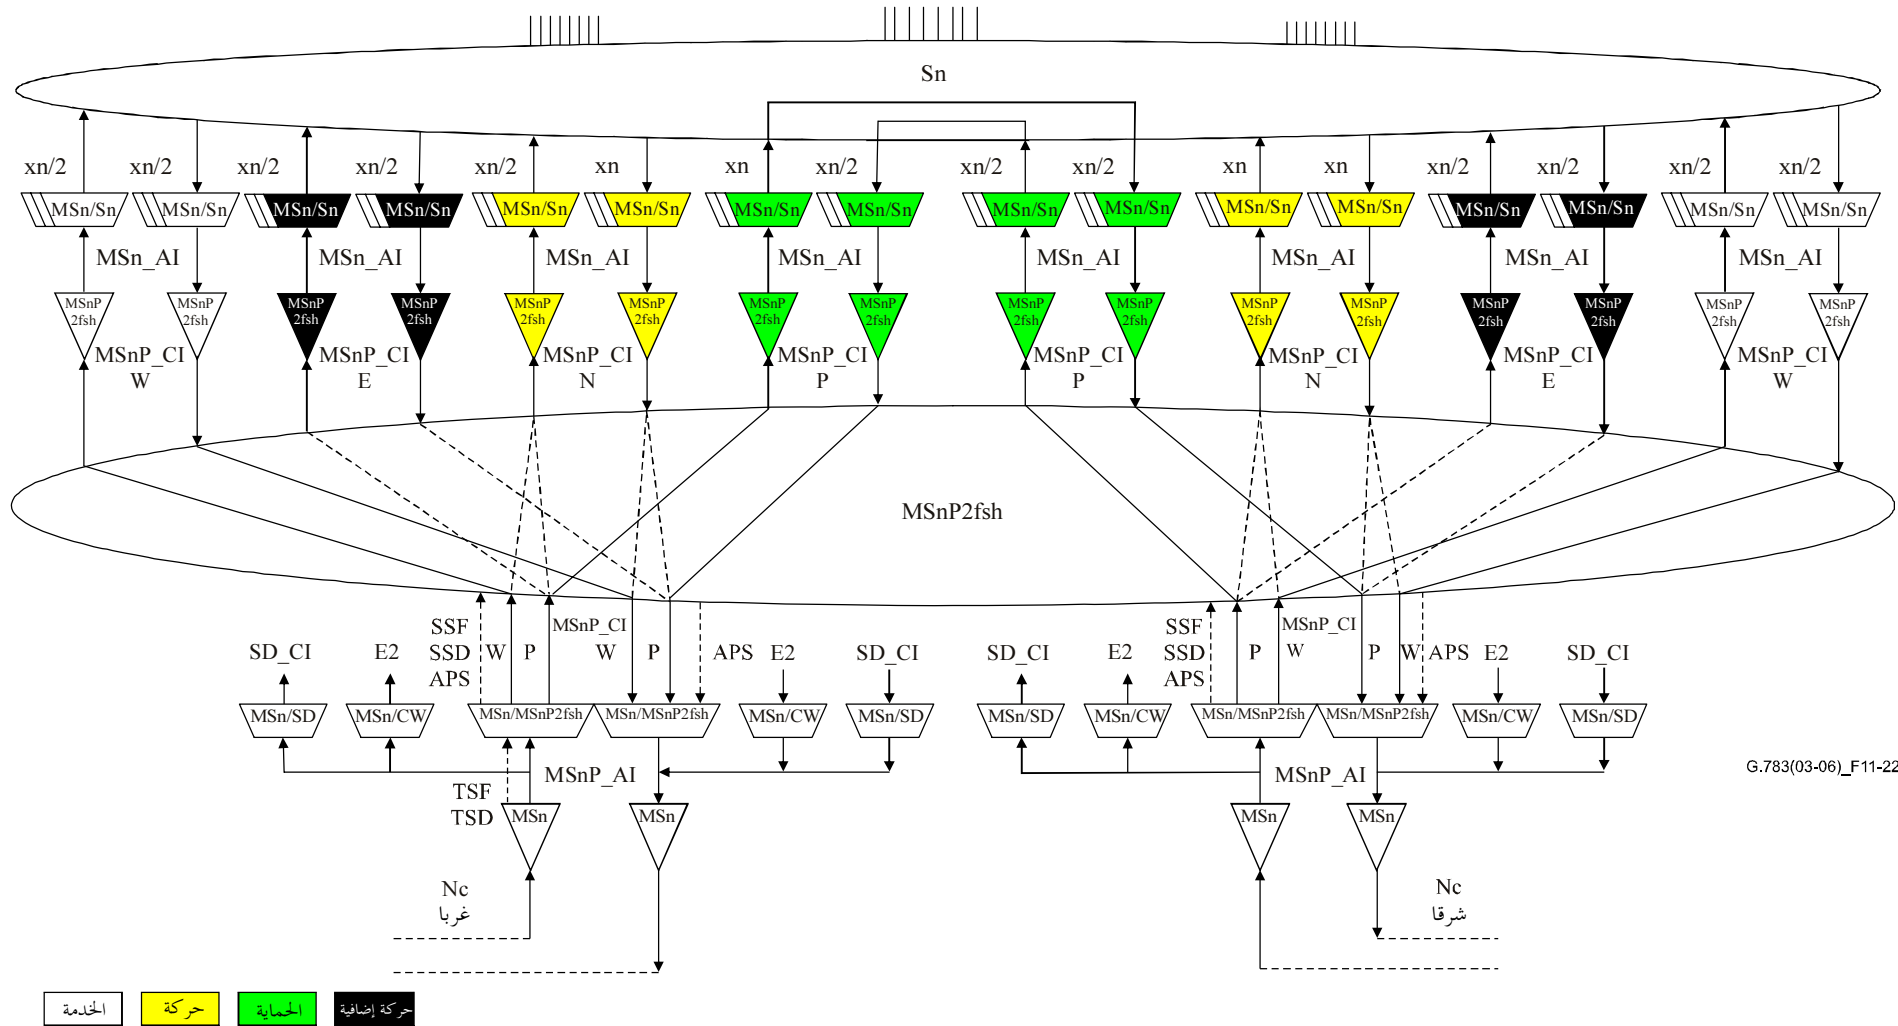 Sn
xn/2 xn/2 xn/2 xn/2 xn/2 xn xn xn/2 xn/2 xn/2 xn xn xn/2 xn/2 xn/2 xn/2
MSn/Sn MSn/Sn MSn/Sn MSn/Sn MSn/Sn MSn/Sn MSn/Sn MSn/Sn MSn/Sn MSn/Sn MSn/Sn MSn/Sn MSn/Sn MSn/Sn MSn/Sn MSn/Sn
MSn_AI MSn_AI MSn_AI MSn_AI MSn_AI MSn_AI MSn_AI MSn_AI
MSnP MSnP MSnP MSnP MSnP MSnP MSnP MSnP MSnP MSnP MSnP MSnP MSnP MSnP MSnP MSnP
2fsh 2fsh 2fsh 2fsh 2fsh 2fsh 2fsh 2fsh 2fsh 2fsh 2fsh 2fsh 2fsh 2fsh 2fsh 2fsh
MSnP_CI MSnP_CI MSnP_CI MSnP_CI MSnP_CI MSnP_CI MSnP_CI MSnP_CI
W E N P P N E W
MSnP2fsh
SSF MSnP_CI SSF MSnP_CI
SD_CI E2 SSD W P W P APS E2 SD_CI SD_CI E2 SSD P W P W APS E2 SD_CI
APS APS
MSn/SD MSn/CW MSn/MSnP2fsh MSn/MSnP2fsh MSn/CW MSn/SD MSn/SD MSn/CW MSn/MSnP2fsh MSn/MSnP2fsh MSn/CW MSn/SD
MSnP_AI MSnP_AI G.783(03-06)_F11-22
TSF
TSD MSn MSn MSn MSn
Nc Nc
غربا شرقا
الخدمة حركة الحماية حركة إضافية